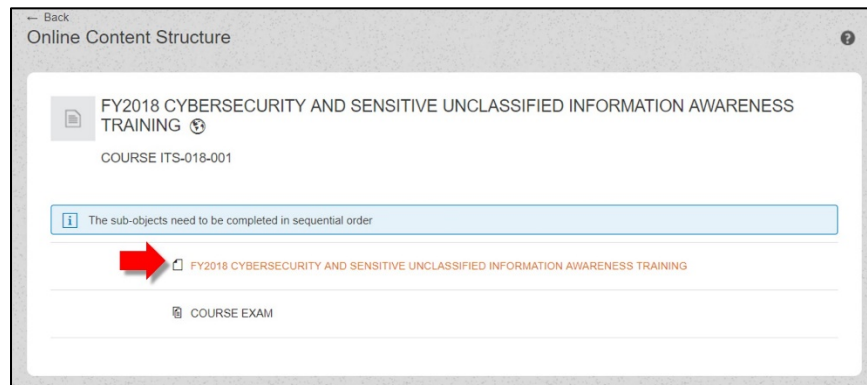 ← Back
Online Content Structure
FY2018 CYBERSECURITY AND SENSITIVE UNCLASSIFIED INFORMATION AWARENESS
TRAINING
COURSE ITS-018-001
The sub-objects need to be completed in sequential order
FY2018 CYBERSECURITY AND SENSITIVE UNCLASSIFIED INFORMATION AWARENESS TRAINING
COURSE EXAM